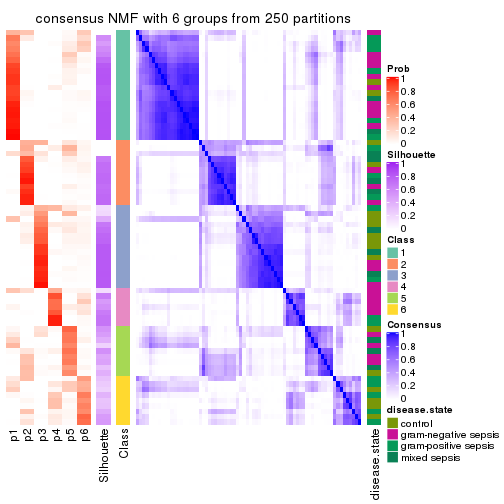 consensus NMF with 6 groups from 250 partitions
Prob
1
0.8
0.6
0.4
0.2
0
Silhouette
1
0.8
0.6
0.4
0.2
0
Class
1
2
3
4
5
6
Consensus
1
0.8
0.6
0.4
0.2
0
disease.state
control
gram-negative sepsis
gram-positive sepsis
mixed sepsis
p1
p2
p3
p4
p5
p6
Silhouette
Class
disease.state